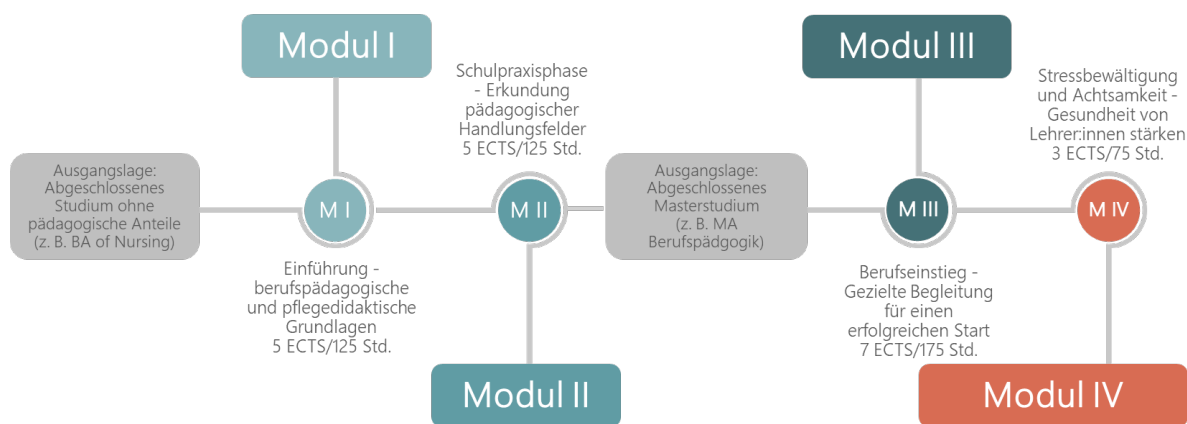 Modul I
Ausgangslage:
Abgeschlossenes
Studium ohne
pädagogische Anteile
(z. B. BA of Nursing)
M I
Einführung -
berufspädagogische
und pflegedidaktische
Grundlagen
5 ECTS/125 Std.
Schulpraxisphase
- Erkundung
pädagogischer
Handlungsfelder
5 ECTS/125 Std.
M II
Modul II
Ausgangslage:
Abgeschlossenes
Masterstudium
(z. B. MA
Berufspädgogik)
Modul III
M III
Berufseinstieg -
Gezielte Begleitung
für einen
erfolgreichen Start
7 ECTS/175 Std.
Stressbewältigung
und Achtsamkeit -
Gesundheit von
Lehrer:innen stärken
3 ECTS/75 Std.
M IV
Modul IV